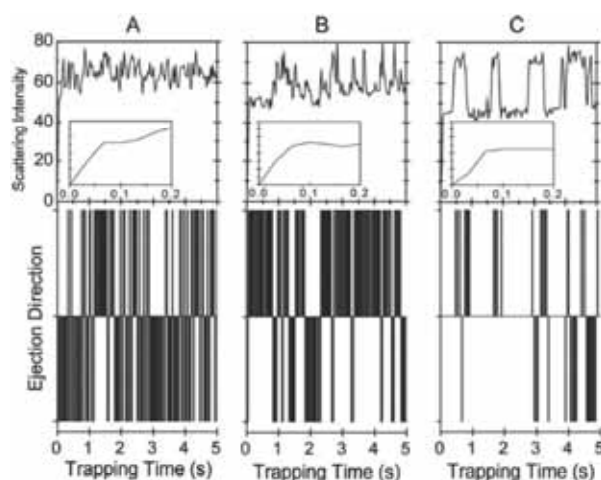 A B C
80
60
40
20
0
Scattering Intensity
0.0 0.1 0.2
0.0 0.1 0.2
0.0 0.1 0.2
Ejection Direction
0 1 2 3 4 5 0 1 2 3 4 5 0 1 2 3 4 5
Trapping Time (s) Trapping Time (s) Trapping Time (s)